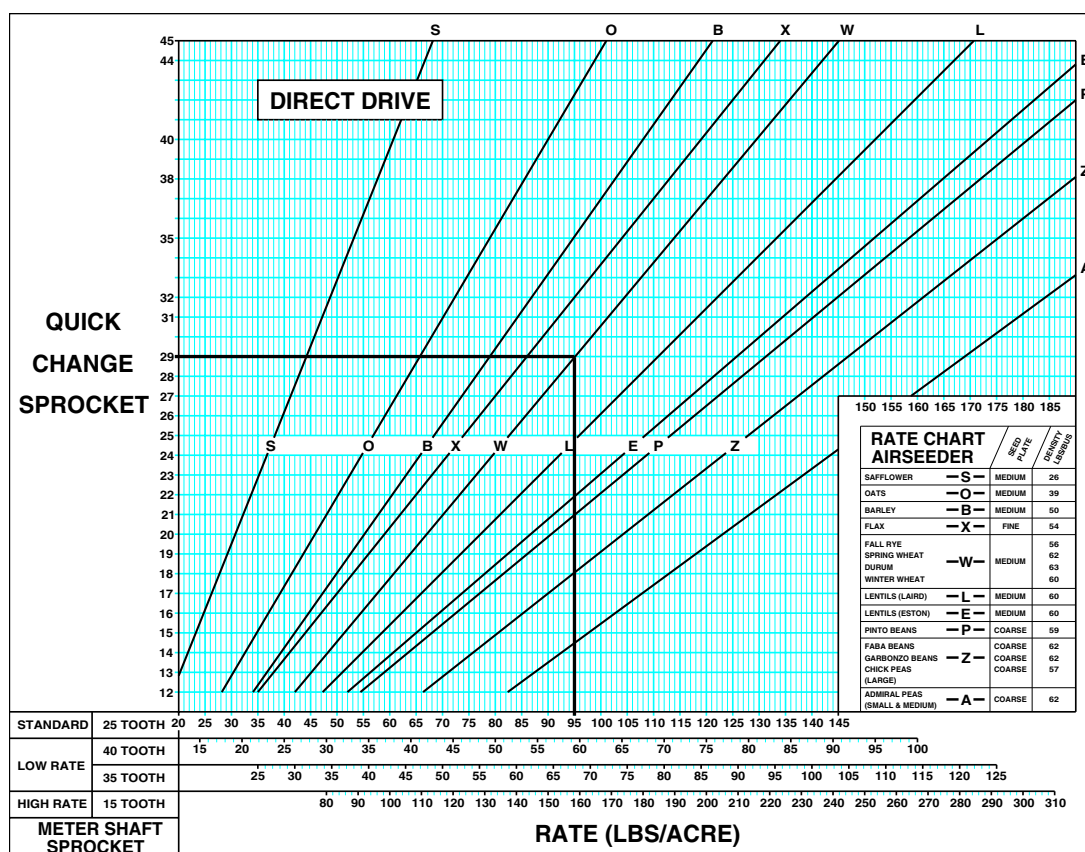 S O B X W L
45
44
DIRECT DRIVE
40
38
35
32
31
29
28
27
26
25
24
23
22
21
20
19
18
17
16
15
14
13
12
QUICK
CHANGE
SPROCKET
E
P
Z
A
S O B X W L E P Z
150 155 160 165 170 175 180 185
RATE CHART
AIRSEEDER
SEED
PLATE
DENSITY
LBS/BUS
SAFFLOWER S MEDIUM 26
OATS O MEDIUM 39
BARLEY B MEDIUM 50
FLAX X FINE 54
FALL RYE 56
SPRING WHEAT 62
W MEDIUM
DURUM 63
WINTER WHEAT 60
LENTILS (LAIRD) L MEDIUM 60
LENTILS (ESTON) E MEDIUM 60
PINTO BEANS P COARSE 59
FABA BEANS COARSE 62
GARBONZO BEANS Z COARSE 62
CHICK PEAS COARSE 57
(LARGE)
ADMIRAL PEAS
(SMALL & MEDIUM) A COARSE 62
STANDARD 25 TOOTH 20 25 30 35 40 45 50 55 60 65 70 75 80 85 90 95 100 105 110 115 120 125 130 135 140 145
LOW RATE
40 TOOTH 15 20 25 30 35 40 45 50 55 60 65 70 75 80 85 90 95 100
35 TOOTH 25 30 35 40 45 50 55 60 65 70 75 80 85 90 95 100 105 110 115 120 125
HIGH RATE 15 TOOTH 80 90 100 110 120 130 140 150 160 170 180 190 200 210 220 230 240 250 260 270 280 290 300 310
METER SHAFT
SPROCKET
RATE (LBS/ACRE)